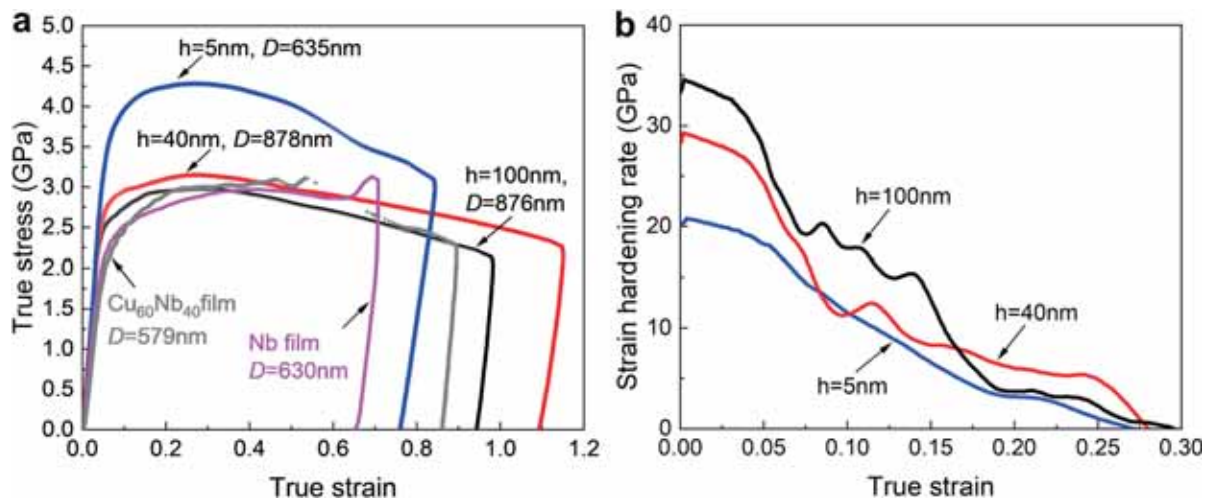 a
5.0
4.5
4.0
3.5
3.0
2.5
2.0
1.5
1.0
0.5
0.0
True stress (GPa)
h=5nm, D=635nm
h=40nm, D=878nm
h=100nm,
D=876nm
Cu₆₀Nb₄₀film
D=579nm
Nb film
D=630nm
0.0 0.2 0.4 0.6 0.8 1.0 1.2
True strain
b
40
30
20
10
0
Strain hardening rate (GPa)
h=100nm
h=40nm
h=5nm
0.00 0.05 0.10 0.15 0.20 0.25 0.30
True strain